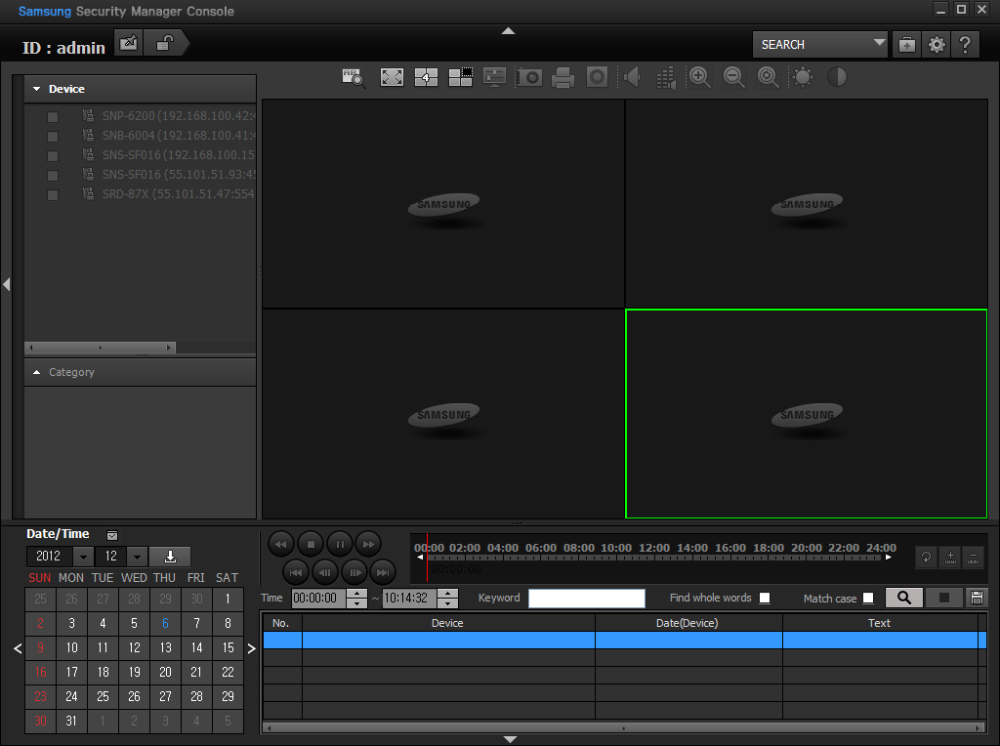 Samsung Security Manager Console
ID : admin
SEARCH
?
AB
4
Device
SNP-6200 (192.168.100.42:4
SNB-6004 (192.168.100.41:4
SNS-SF016 (192.168.100.15
SNS-SF016 (55.101.51.93:45
SRD-87X (55.101.51.47:554
SAMSUNG
SAMSUNG
SAMSUNG
SAMSUNG
Category
Date/Time
2012 12
SUN MON TUE WED THU FRI SAT
25 26 27 28 29 30 1
2 3 4 5 6 7 8
9 10 11 12 13 14 15
16 17 18 19 20 21 22
23 24 25 26 27 28 29
30 31 1 2 3 4 5
00:00 02:00 04:00 06:00 08:00 10:00 12:00 14:00 16:00 18:00 20:00 22:00 24:00
00:00:00
Time 00:00:00 ~ 10:14:32 Keyword Find whole words Match case
No. Device Date(Device) Text